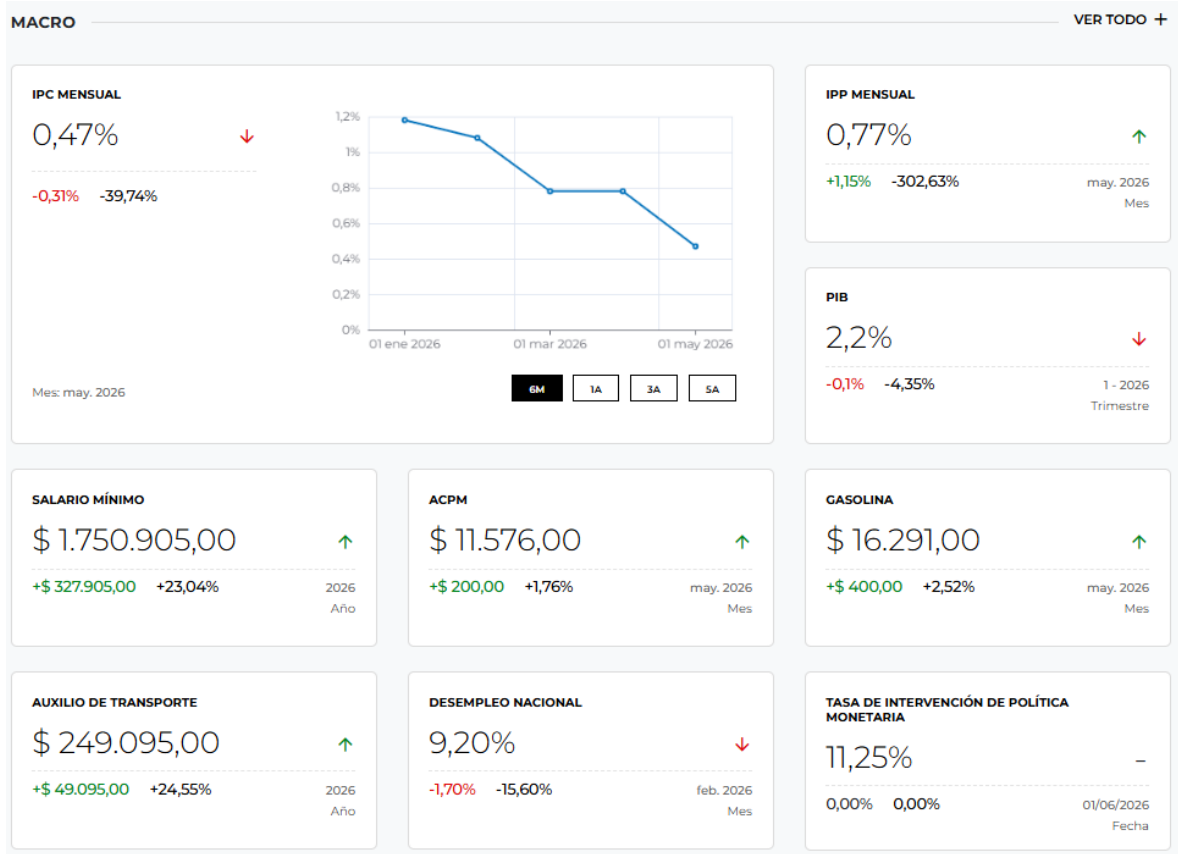 MACRO
VER TODO +
IPC MENSUAL
0,47%
-0,31% -39,74%
Mes: may. 2026
1,2%
1%
0,8%
0,6%
0,4%
0,2%
0%
01 ene 2026 01 mar 2026 01 may 2026
6M 1A 3A 5A
IPP MENSUAL
0,77%
+1,15% -302,63% may. 2026
Mes
PIB
2,2%
-0,1% -4,35% 1 - 2026
Trimestre
SALARIO MÍNIMO
$ 1.750.905,00
+$ 327.905,00 +23,04% 2026
Año
ACPM
$ 11.576,00
+$ 200,00 +1,76% may. 2026
Mes
GASOLINA
$ 16.291,00
+$ 400,00 +2,52% may. 2026
Mes
AUXILIO DE TRANSPORTE
$ 249.095,00
+$ 49.095,00 +24,55% 2026
Año
DESEMPLEO NACIONAL
9,20%
-1,70% -15,60% feb. 2026
Mes
TASA DE INTERVENCIÓN DE POLÍTICA
MONETARIA
11,25% –
0,00% 0,00% 01/06/2026
Fecha